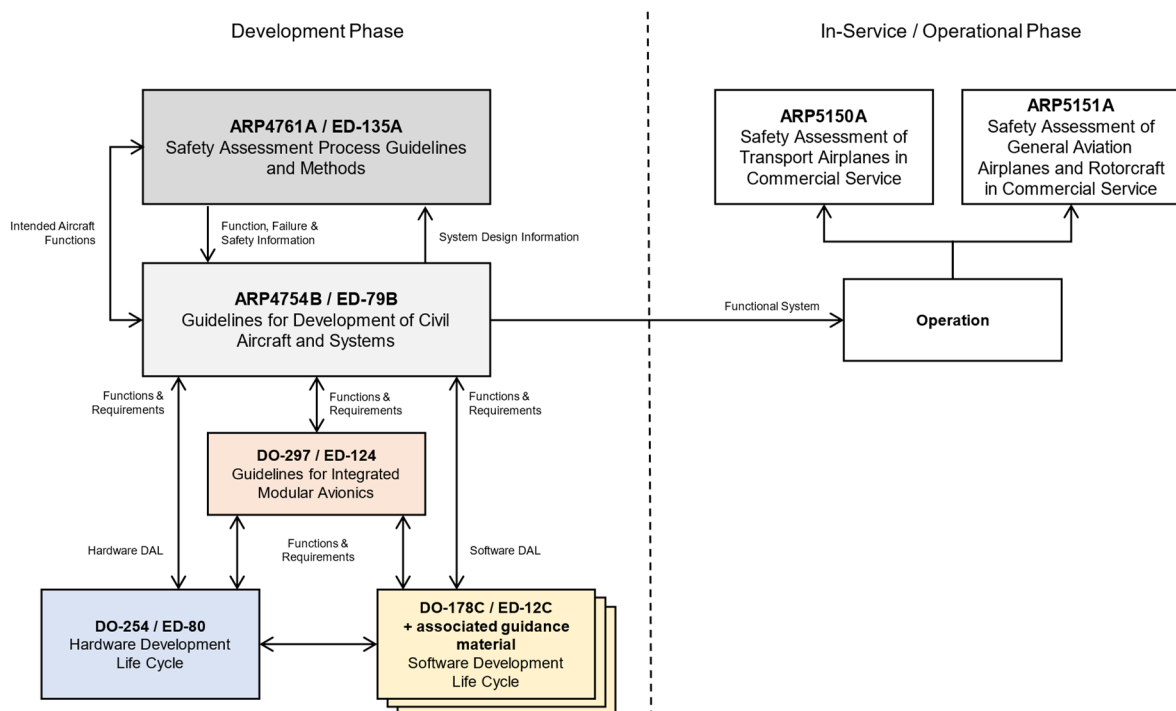 Development Phase
In-Service / Operational Phase
ARP4761A / ED-135A
Safety Assessment Process Guidelines
and Methods
ARP5150A
Safety Assessment of
Transport Airplanes in
Commercial Service
ARP5151A
Safety Assessment of
General Aviation
Airplanes and Rotorcraft
in Commercial Service
Intended Aircraft
Functions
Function, Failure &
Safety Information
System Design Information
ARP4754B / ED-79B
Guidelines for Development of Civil
Aircraft and Systems
Functional System
Operation
Functions &
Requirements
Functions &
Requirements
Functions &
Requirements
DO-297 / ED-124
Guidelines for Integrated
Modular Avionics
Hardware DAL
Functions &
Requirements
Software DAL
DO-254 / ED-80
Hardware Development
Life Cycle
DO-178C / ED-12C
+ associated guidance
material
Software Development
Life Cycle